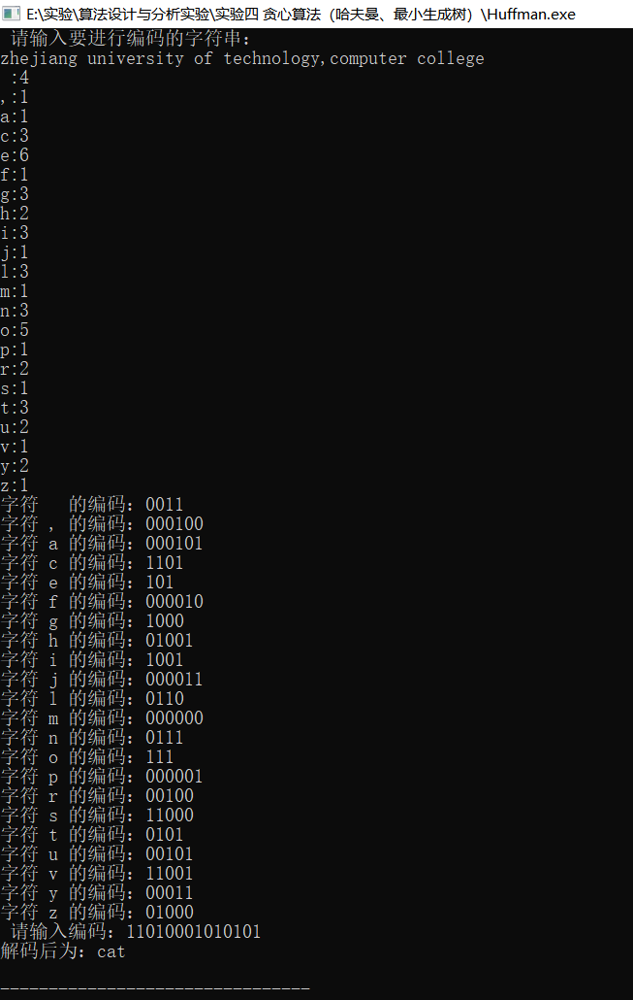 E:\实验\算法设计与分析实验\实验四 贪心算法（哈夫曼、最小生成树）\Huffman.exe
请输入要进行编码的字符串：
zhejiang university of technology,computer college
 :4
,:1
a:1
c:3
e:6
f:1
g:3
h:2
i:3
j:1
l:3
m:1
n:3
o:5
p:1
r:2
s:1
t:3
u:2
v:1
y:2
z:1
字符   的编码：0011
字符 , 的编码：000100
字符 a 的编码：000101
字符 c 的编码：1101
字符 e 的编码：101
字符 f 的编码：000010
字符 g 的编码：1000
字符 h 的编码：01001
字符 i 的编码：1001
字符 j 的编码：000011
字符 l 的编码：0110
字符 m 的编码：000000
字符 n 的编码：0111
字符 o 的编码：111
字符 p 的编码：000001
字符 r 的编码：00100
字符 s 的编码：11000
字符 t 的编码：0101
字符 u 的编码：00101
字符 v 的编码：11001
字符 y 的编码：00011
字符 z 的编码：01000
请输入编码：11010001010101
解码后为：cat
--------------------------------